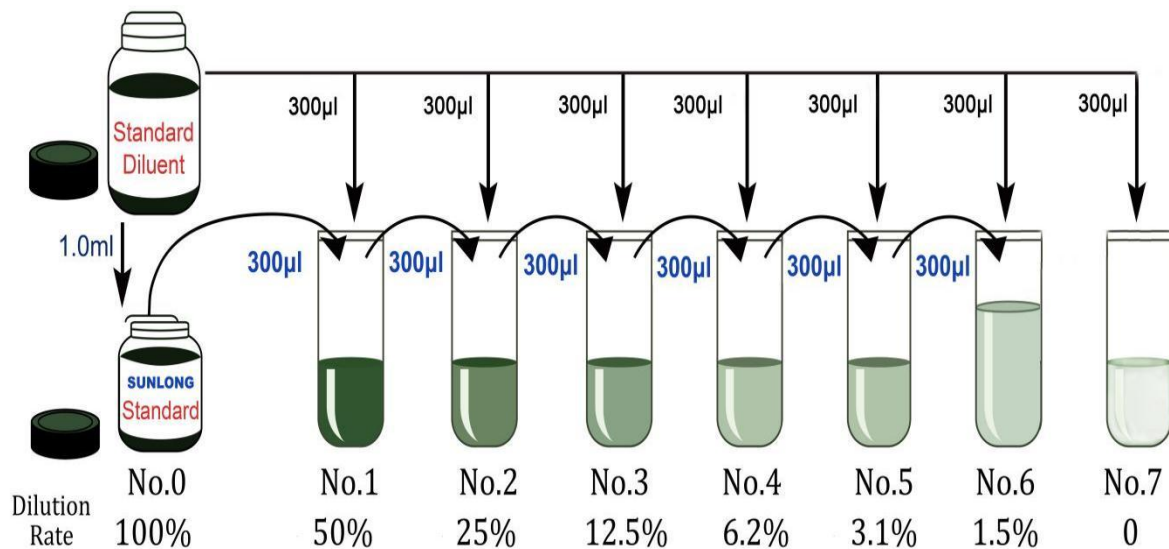 300µl 300µl 300µl 300µl 300µl 300µl 300µl
Standard
Diluent
1.0ml
300µl 300µl 300µl 300µl 300µl 300µl
SUNLONG
Standard
No.0 No.1 No.2 No.3 No.4 No.5 No.6 No.7
Dilution
Rate 100% 50% 25% 12.5% 6.2% 3.1% 1.5% 0